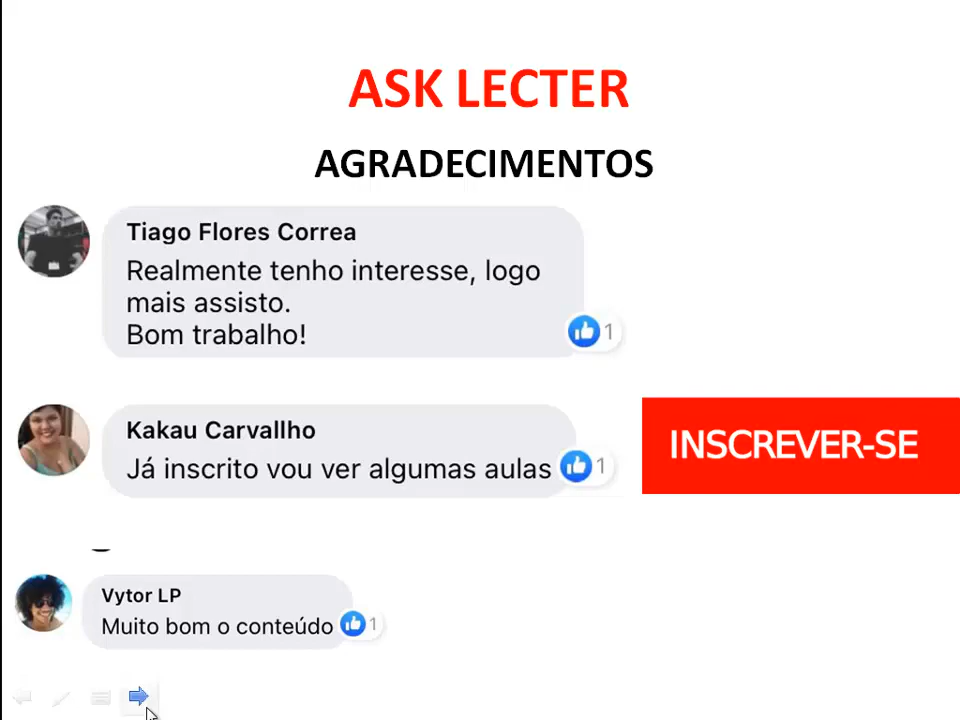 ASK LECTER
AGRADECIMENTOS
Tiago Flores Correa
Realmente tenho interesse, logo
mais assisto.
Bom trabalho!
1
Kakau Carvallho
Já inscrito vou ver algumas aulas
1
INSCREVER-SE
Vytor LP
Muito bom o conteúdo
1